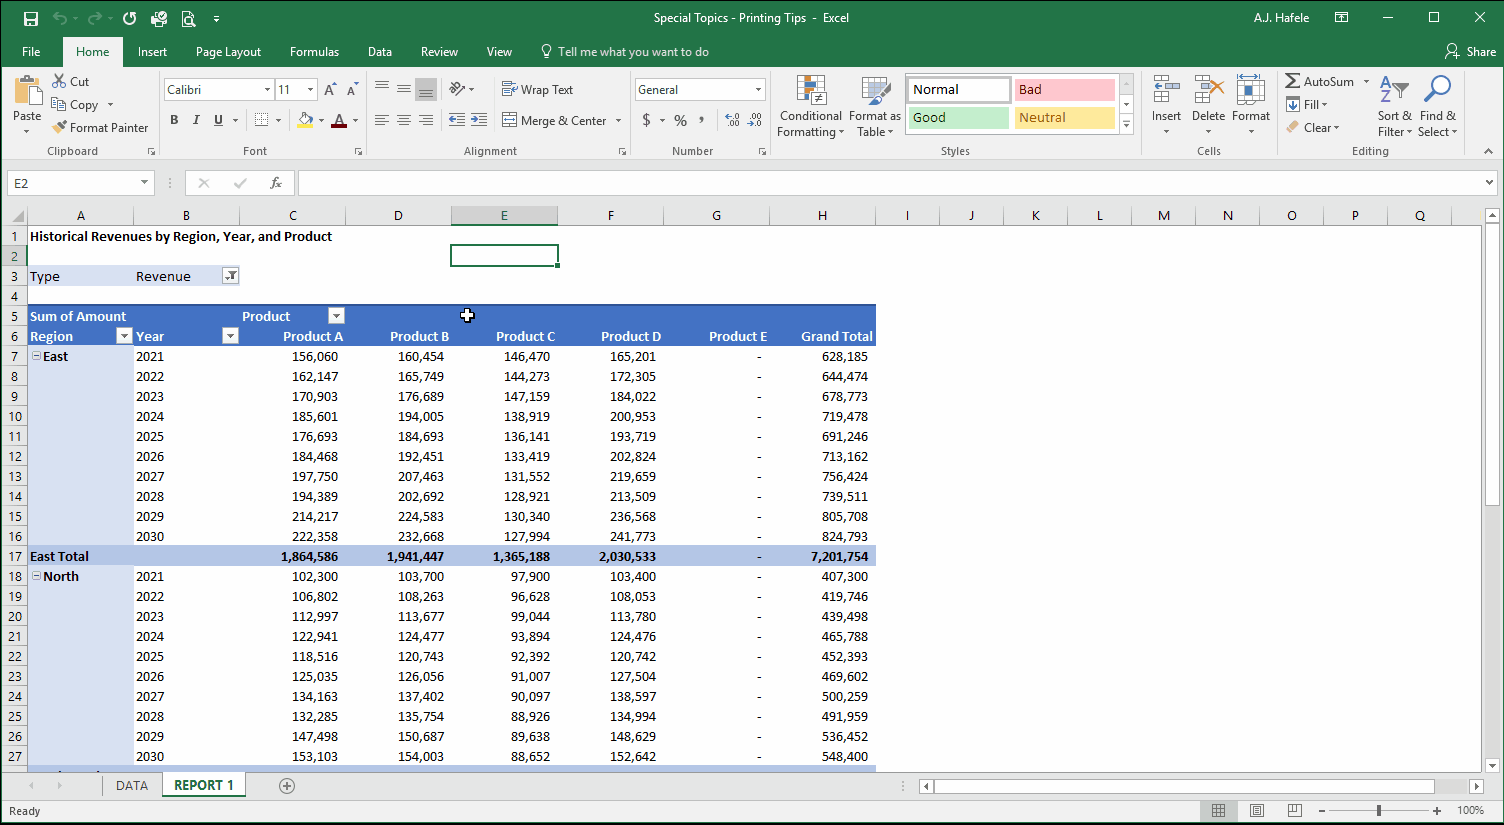 Special Topics - Printing Tips - Excel
A.J. Hafele
File Home Insert Page Layout Formulas Data Review View Tell me what you want to do Share
Paste
Cut
Copy
Format Painter
Clipboard
Calibri 11 A A
B I U A
Font
Wrap Text
Merge & Center
Alignment
General
$ % , .0 .00 .00 .0
Number
Conditional Formatting
Format as Table
Normal Bad
Good Neutral
Styles
Insert Delete Format
Cells
AutoSum
Fill
Clear
Sort & Filter
Find & Select
Editing
E2 fx
A B C D E F G H I J K L M N O P Q
1 Historical Revenues by Region, Year, and Product
2
3 Type Revenue
4
5 Sum of Amount Product
6 Region Year Product A Product B Product C Product D Product E Grand Total
7 East 2021 156,060 160,454 146,470 165,201 - 628,185
8 2022 162,147 165,749 144,273 172,305 - 644,474
9 2023 170,903 176,689 147,159 184,022 - 678,773
10 2024 185,601 194,005 138,919 200,953 - 719,478
11 2025 176,693 184,693 136,141 193,719 - 691,246
12 2026 184,468 192,451 133,419 202,824 - 713,162
13 2027 197,750 207,463 131,552 219,659 - 756,424
14 2028 194,389 202,692 128,921 213,509 - 739,511
15 2029 214,217 224,583 130,340 236,568 - 805,708
16 2030 222,358 232,668 127,994 241,773 - 824,793
17 East Total 1,864,586 1,941,447 1,365,188 2,030,533 - 7,201,754
18 North 2021 102,300 103,700 97,900 103,400 - 407,300
19 2022 106,802 108,263 96,628 108,053 - 419,746
20 2023 112,997 113,677 99,044 113,780 - 439,498
21 2024 122,941 124,477 93,894 124,476 - 465,788
22 2025 118,516 120,743 92,392 120,742 - 452,393
23 2026 125,035 126,056 91,007 127,504 - 469,602
24 2027 134,163 137,402 90,097 138,597 - 500,259
25 2028 132,285 135,754 88,926 134,994 - 491,959
26 2029 147,498 150,687 89,638 148,629 - 536,452
27 2030 153,103 154,003 88,652 152,642 - 548,400
DATA REPORT 1
Ready 100%